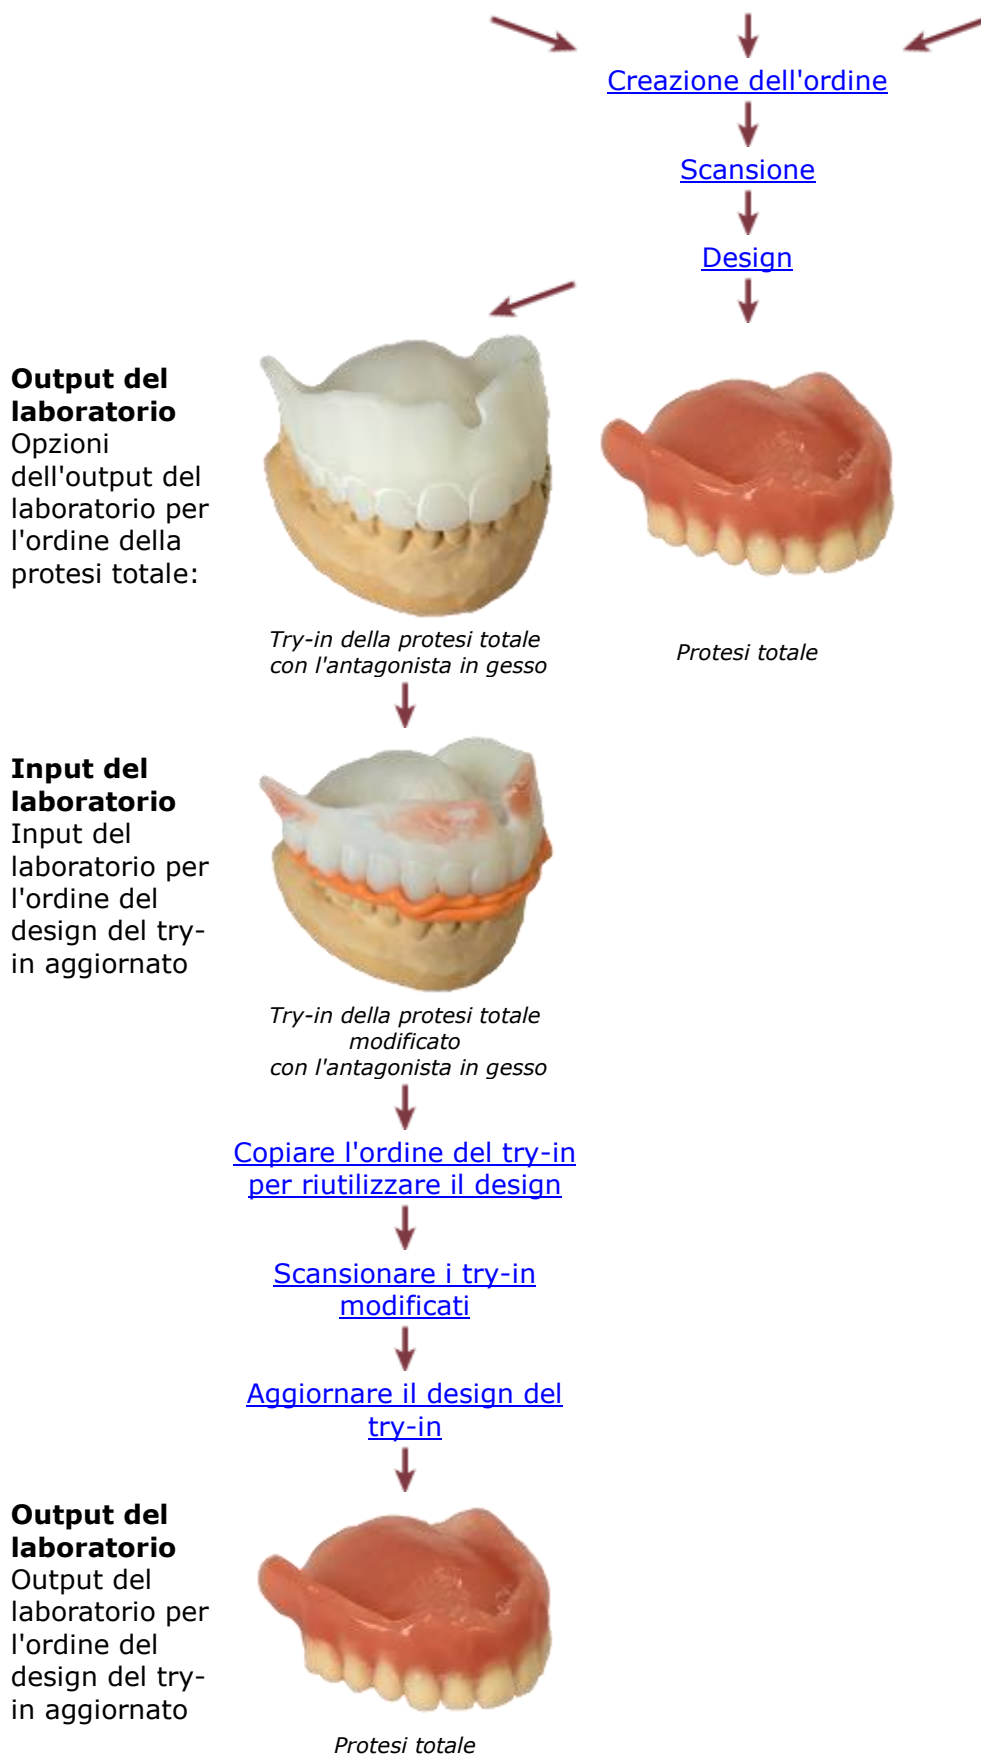 Creazione dell'ordine
Scansione
Design
Output del
laboratorio
Opzioni
dell'output del
laboratorio per
l'ordine della
protesi totale:
Try-in della protesi totale
con l'antagonista in gesso
Protesi totale
Input del
laboratorio
Input del
laboratorio per
l'ordine del
design del try-
in aggiornato
Try-in della protesi totale
modificato
con l'antagonista in gesso
Copiare l'ordine del try-in
per riutilizzare il design
Scansionare i try-in
modificati
Aggiornare il design del
try-in
Output del
laboratorio
Output del
laboratorio per
l'ordine del
design del try-
in aggiornato
Protesi totale